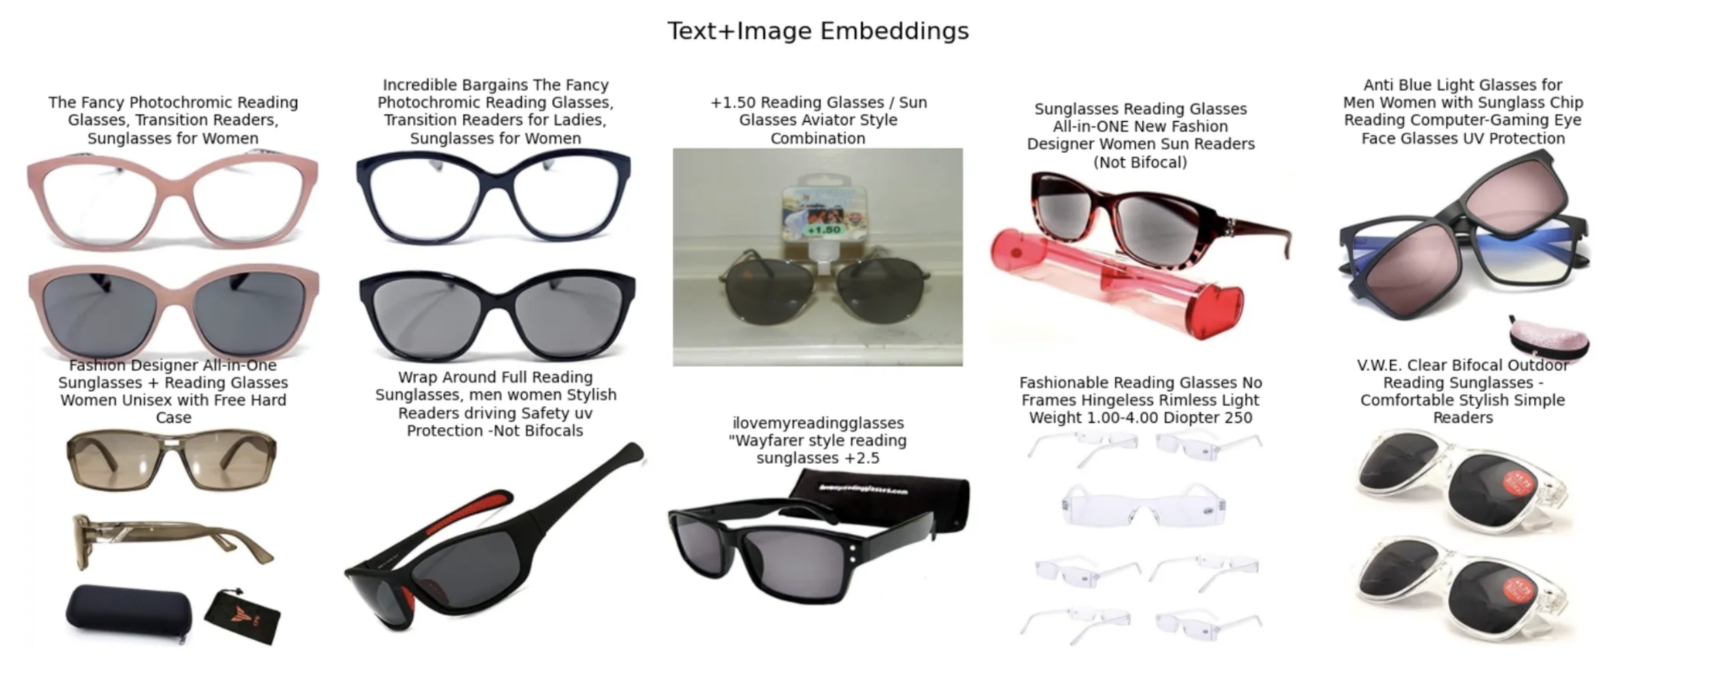 Text+Image Embeddings
The Fancy Photochromic Reading
Glasses, Transition Readers,
Sunglasses for Women
Incredible Bargains The Fancy
Photochromic Reading Glasses,
Transition Readers for Ladies,
Sunglasses for Women
+1.50 Reading Glasses / Sun
Glasses Aviator Style
Combination
+1.50
Sunglasses Reading Glasses
All-in-ONE New Fashion
Designer Women Sun Readers
(Not Bifocal)
Anti Blue Light Glasses for
Men Women with Sunglass Chip
Reading Computer-Gaming Eye
Face Glasses UV Protection
Fashion Designer All-in-One
Sunglasses + Reading Glasses
Women Unisex with Free Hard
Case
Wrap Around Full Reading
Sunglasses, men women Stylish
Readers driving Safety uv
Protection -Not Bifocals
ilovemyreadingglasses
"Wayfarer style reading
sunglasses +2.5
Fashionable Reading Glasses No
Frames Hingeless Rimless Light
Weight 1.00-4.00 Diopter 250
V.W.E. Clear Bifocal Outdoor
Reading Sunglasses -
Comfortable Stylish Simple
Readers